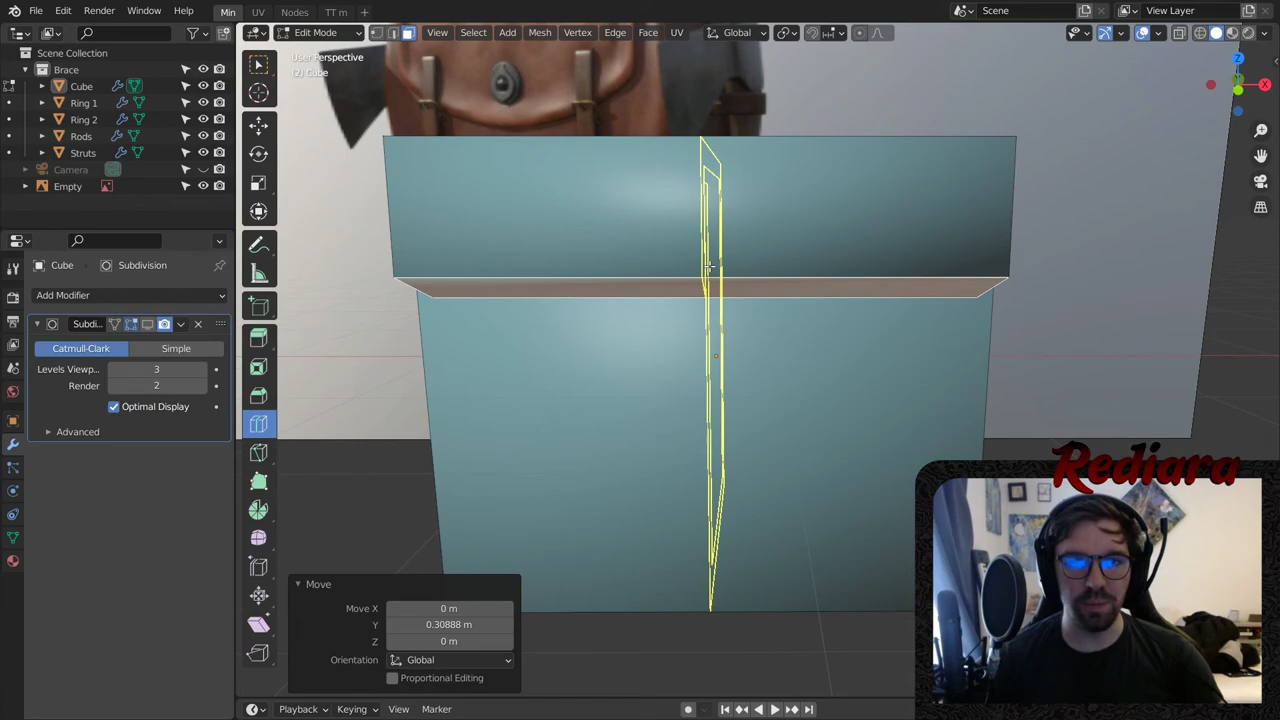 File Edit Render Window Help Min UV Nodes TT m Scene View Layer
Edit Mode View Select Add Mesh Vertex Edge Face UV Global
Scene Collection
Brace
Cube
Ring 1
Ring 2
Rods
Struts
Camera
Empty
User Perspective
(2) Cube
Z
X
Cube Subdivision
Add Modifier
Subdi...
Catmull-Clark Simple
Levels Viewp... 3
Render 2
Optimal Display
Advanced
Move
Move X 0 m
Y 0.30888 m
Z 0 m
Orientation Global
Proportional Editing
Playback Keying View Marker
Rediara